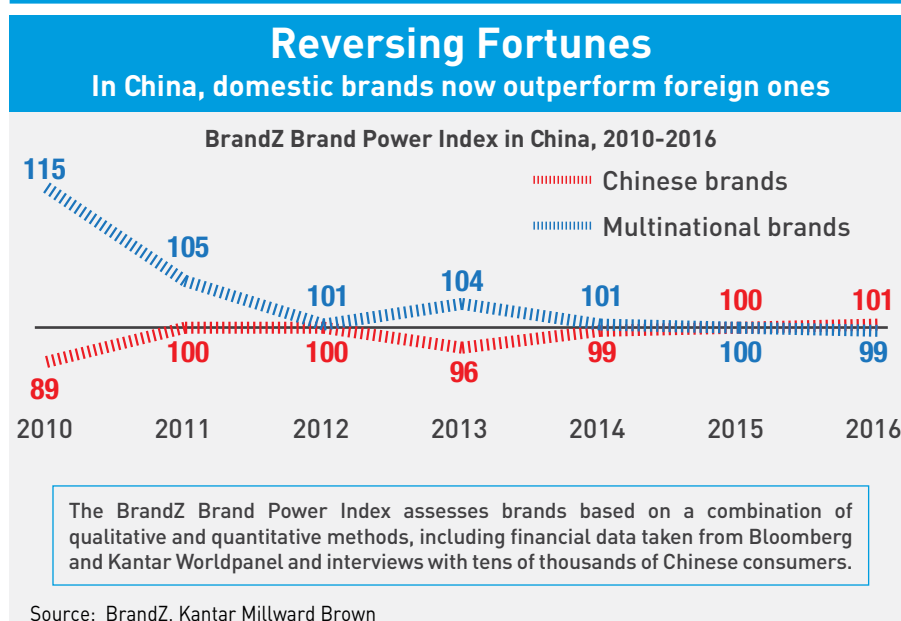 Reversing Fortunes
In China, domestic brands now outperform foreign ones
BrandZ Brand Power Index in China, 2010-2016
Chinese brands
Multinational brands
115
105
101
104
101
100
101
89
100
100
96
99
100
99
2010 2011 2012 2013 2014 2015 2016
The BrandZ Brand Power Index assesses brands based on a combination of
qualitative and quantitative methods, including financial data taken from Bloomberg
and Kantar Worldpanel and interviews with tens of thousands of Chinese consumers.
Source: BrandZ, Kantar Millward Brown